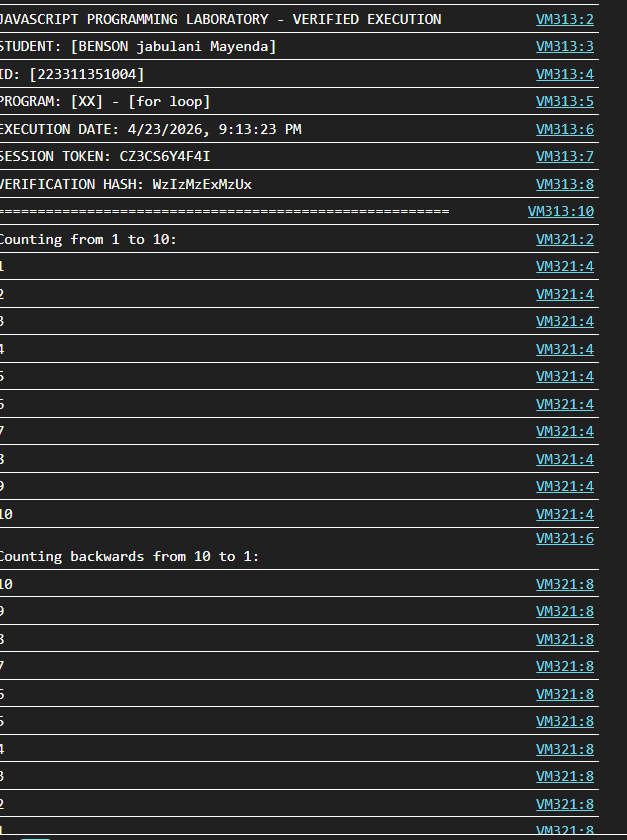 JAVASCRIPT PROGRAMMING LABORATORY - VERIFIED EXECUTION VM313:2
STUDENT: [BENSON jabulani Mayenda] VM313:3
ID: [223311351004] VM313:4
PROGRAM: [XX] - [for loop] VM313:5
EXECUTION DATE: 4/23/2026, 9:13:23 PM VM313:6
SESSION TOKEN: CZ3CS6Y4F4I VM313:7
VERIFICATION HASH: WzIzMzExMzUx VM313:8
======================================================== VM313:10
Counting from 1 to 10: VM321:2
1 VM321:4
2 VM321:4
3 VM321:4
4 VM321:4
5 VM321:4
6 VM321:4
7 VM321:4
8 VM321:4
9 VM321:4
10 VM321:4
VM321:6
Counting backwards from 10 to 1:
10 VM321:8
9 VM321:8
8 VM321:8
7 VM321:8
6 VM321:8
5 VM321:8
4 VM321:8
3 VM321:8
2 VM321:8
1 VM321:8